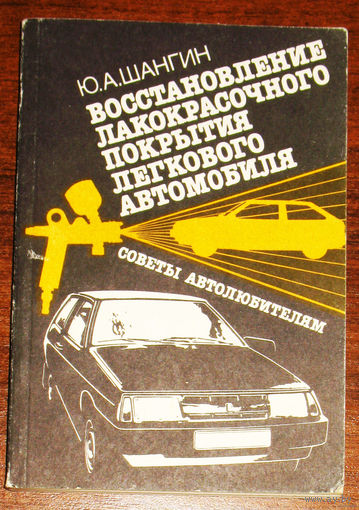 Ю.А.ШАНГИН
ВОССТАНОВЛЕНИЕ
ЛАКОКРАСОЧНОГО
ПОКРЫТИЯ
ЛЕГКОВОГО
АВТОМОБИЛЯ
СОВЕТЫ АВТОЛЮБИТЕЛЯМ